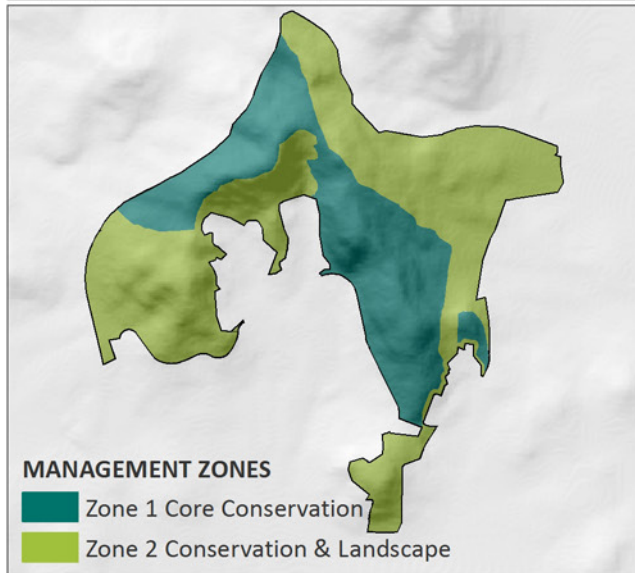 MANAGEMENT ZONES
Zone 1 Core Conservation
Zone 2 Conservation & Landscape